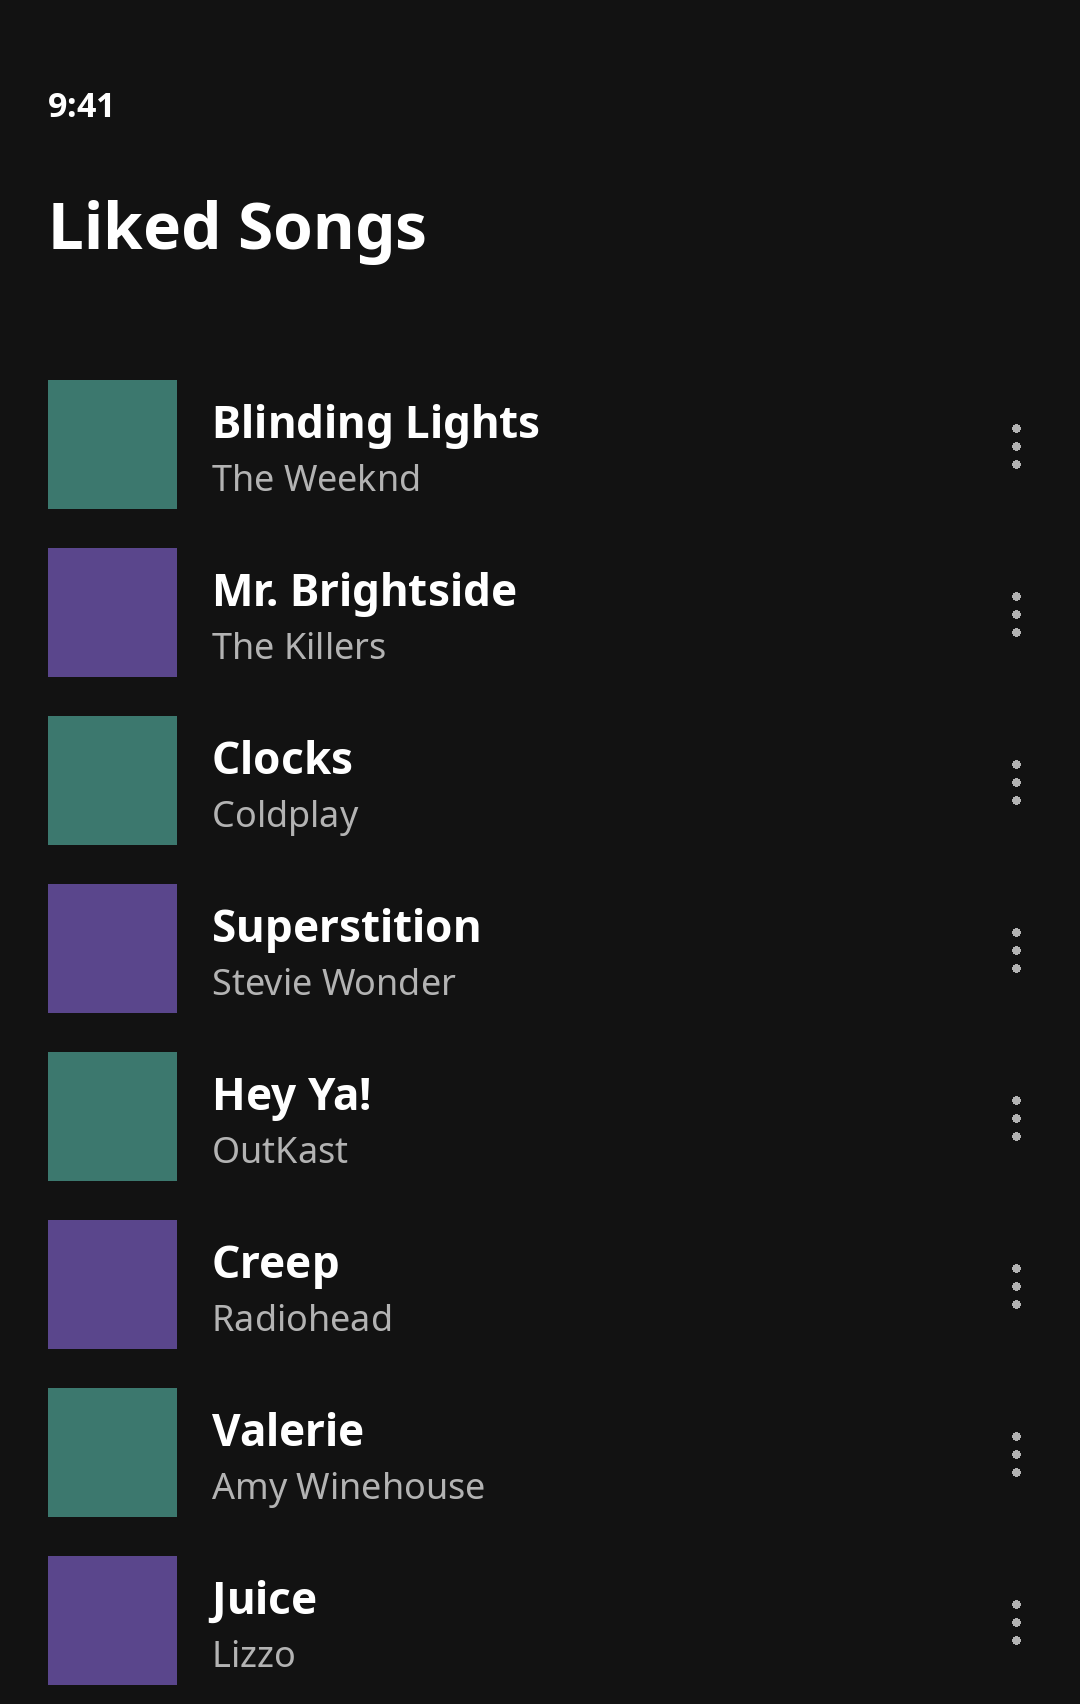 9:41
Liked Songs
Blinding Lights
The Weeknd
Mr. Brightside
The Killers
Clocks
Coldplay
Superstition
Stevie Wonder
Hey Ya!
OutKast
Creep
Radiohead
Valerie
Amy Winehouse
Juice
Lizzo